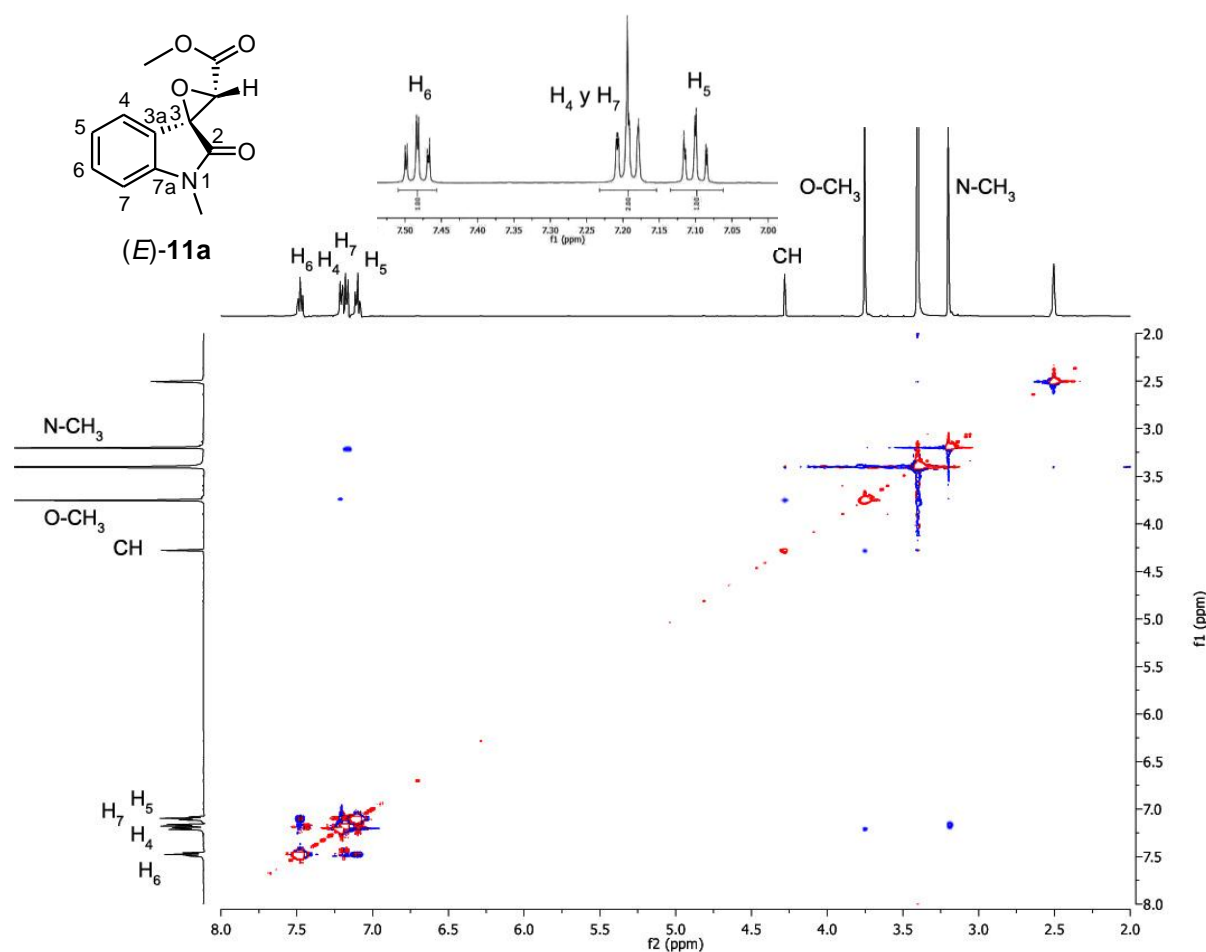 O
O
O
H
4
3a
3
5
2
O
6
7a
N
1
7
(E)-11a
H6
H4 y H7
H5
1.00
2.00
1.00
7.50 7.45 7.40 7.35 7.30 7.25 7.20 7.15 7.10 7.05 7.00
f1 (ppm)
O-CH3
N-CH3
H6 H4 H7 H5
CH
N-CH3
O-CH3
CH
H5
H7
H4
H6
2.0
2.5
3.0
3.5
4.0
4.5
5.0
5.5
6.0
6.5
7.0
7.5
8.0
f1 (ppm)
8.0 7.5 7.0 6.5 6.0 5.5 5.0 4.5 4.0 3.5 3.0 2.5 2.0
f2 (ppm)